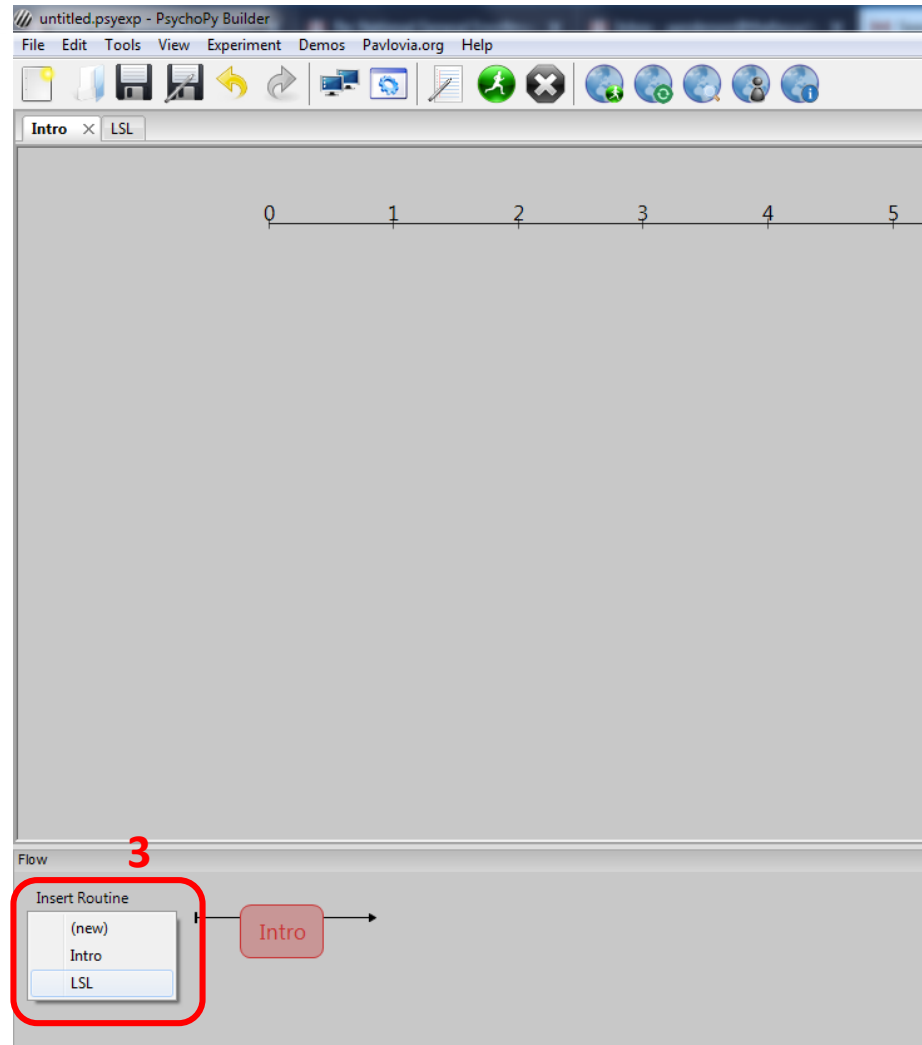 untitled.psyexp - PsychoPy Builder
File Edit Tools View Experiment Demos Pavlovia.org Help
Intro LSL
0 1 2 3 4 5
Flow
3
Insert Routine
(new)
Intro
LSL
Intro